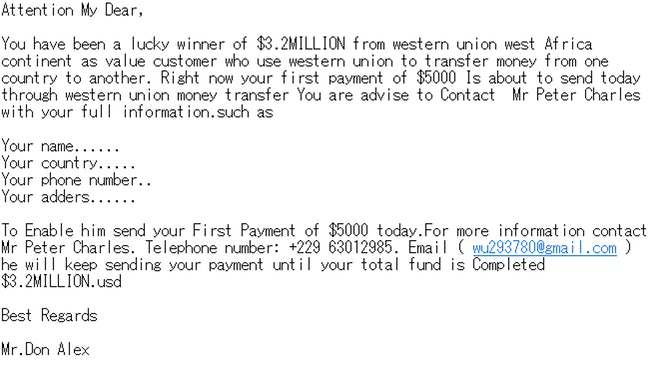 Attention My Dear,
You have been a lucky winner of $3.2MILLION from western union west Africa
continent as value customer who use western union to transfer money from one
country to another. Right now your first payment of $5000 Is about to send today
through western union money transfer You are advise to Contact  Mr Peter Charles
with your full information.such as
Your name......
Your country.....
Your phone number..
Your adders......
To Enable him send your First Payment of $5000 today.For more information contact
Mr Peter Charles. Telephone number: +229 63012985. Email ( wu293780@gmail.com )
he will keep sending your payment until your total fund is Completed
$3.2MILLION.usd
Best Regards
Mr.Don Alex